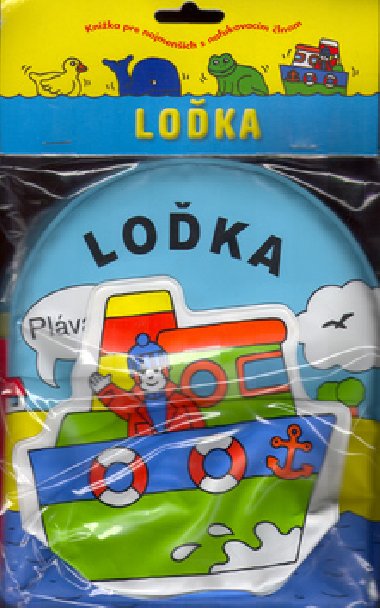 Knižka pre najmenších s nafukovacím člnom
LOĎKA
LOĎKA
Pláv